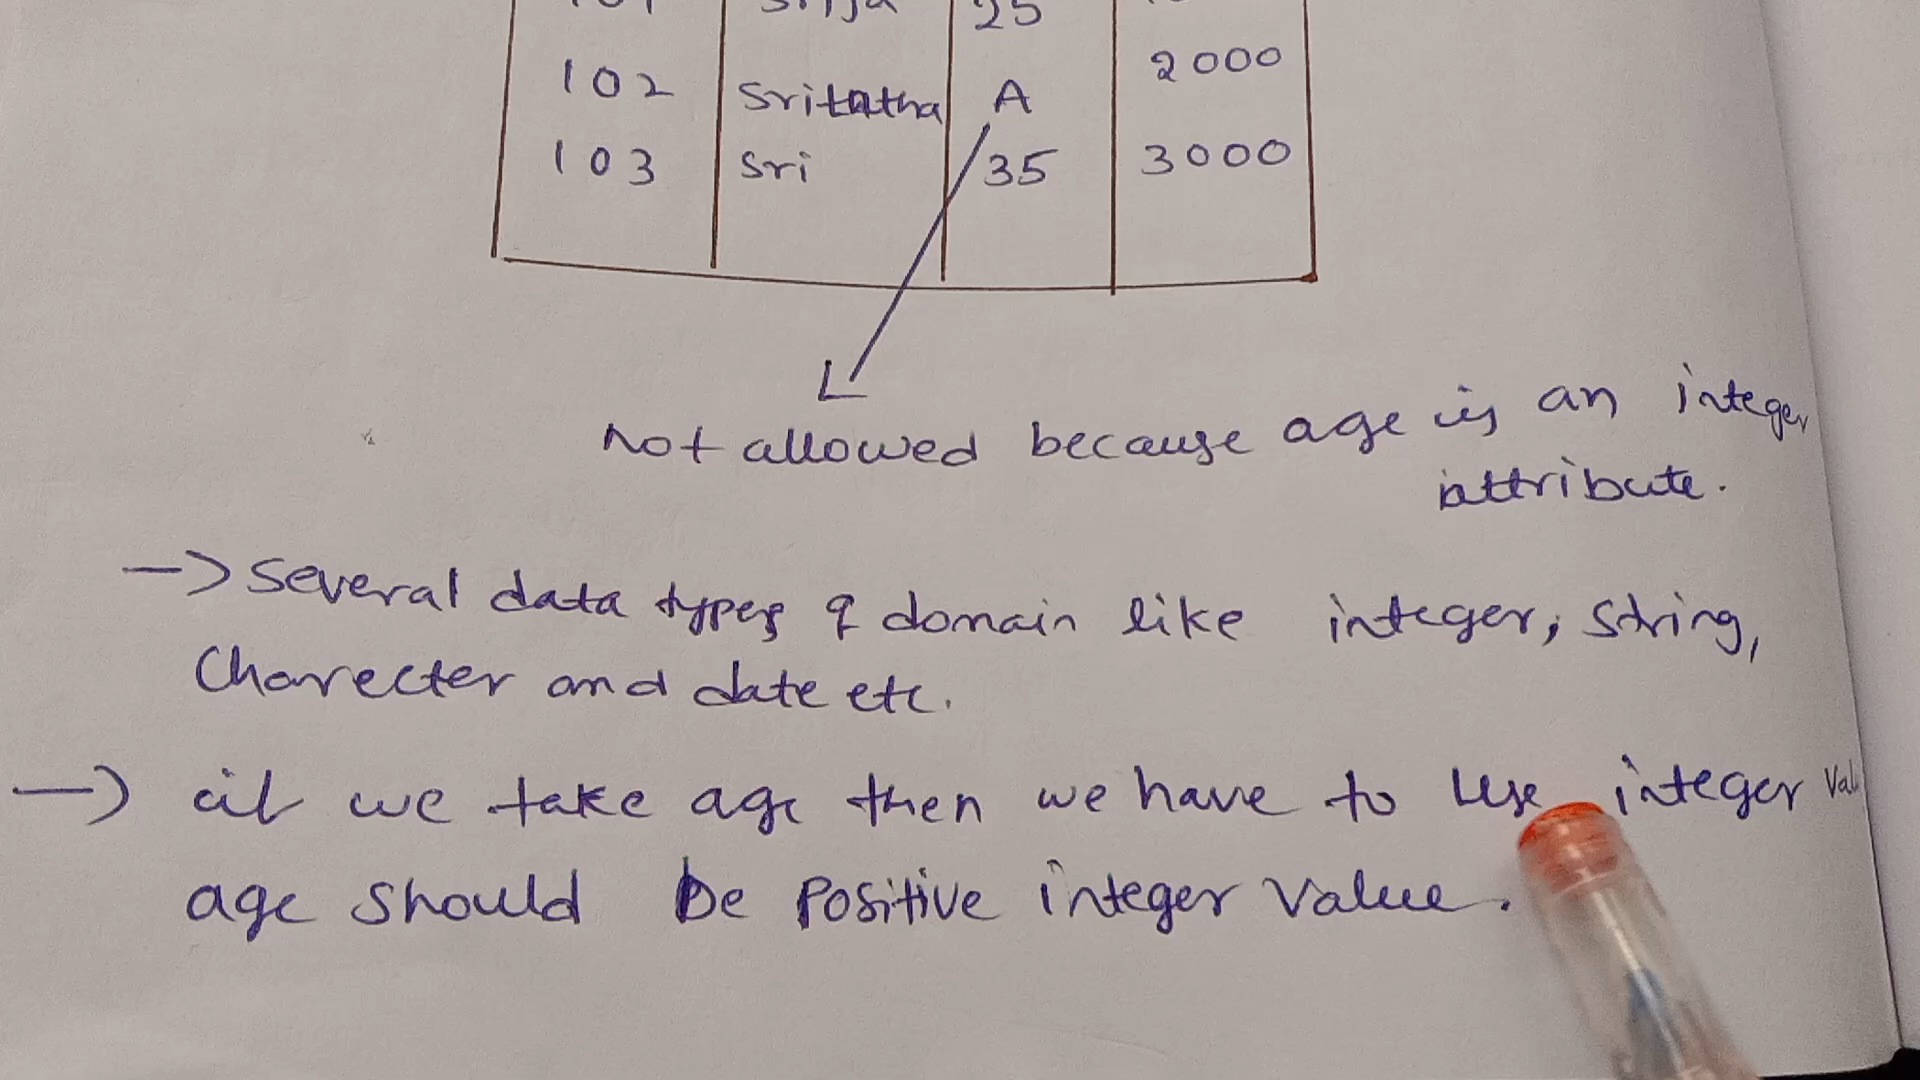 25
102 Sritatha A 2000
103 Sri 35 3000
not allowed because age is an integer
attribute.
-> Several data types of domain like integer, String,
Charecter and date etc.
-> if we take age then we have to use integer
age should be Positive integer Value.